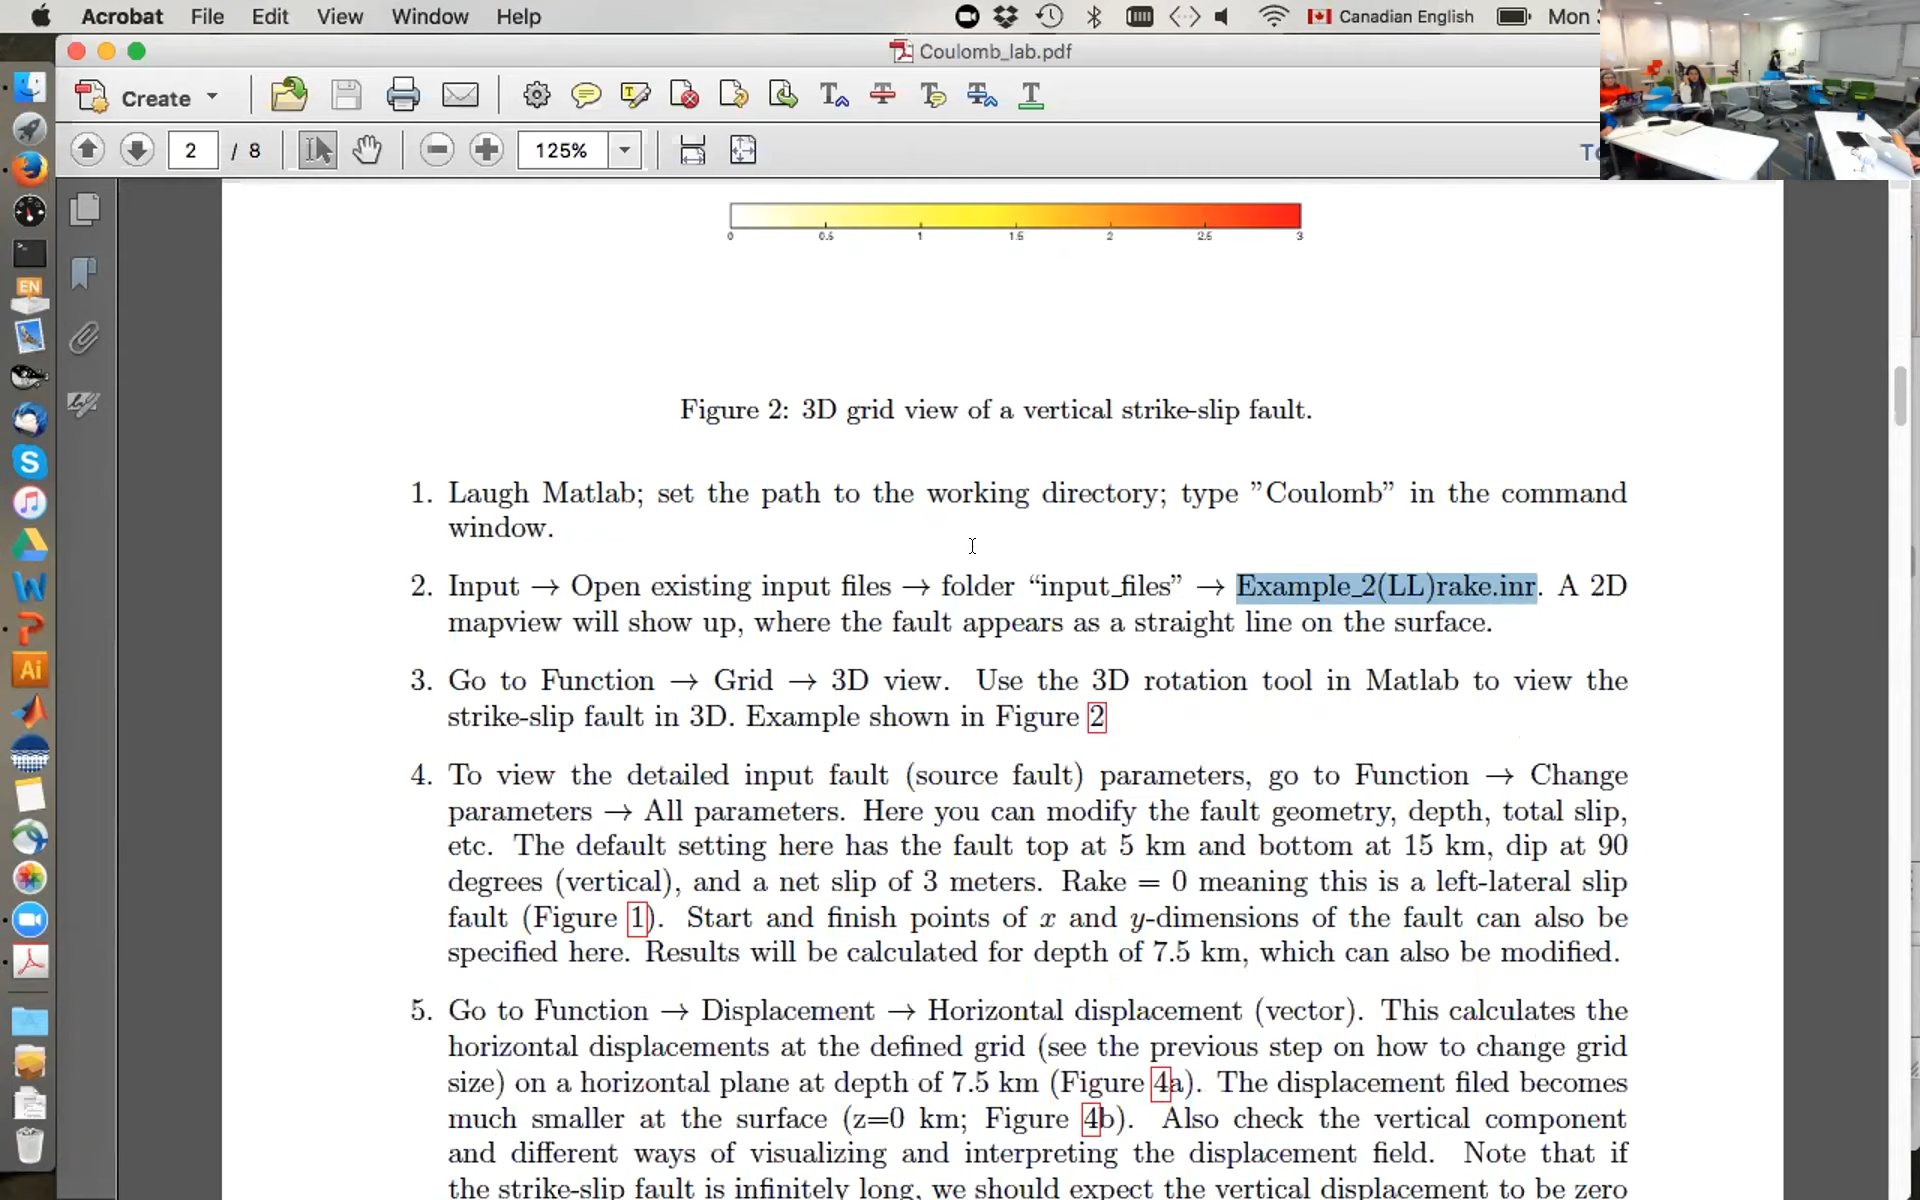 Acrobat File Edit View Window Help Canadian English Mon
Coulomb_lab.pdf
Create
2 / 8 125%
0 0.5 1 1.5 2 2.5 3
Figure 2: 3D grid view of a vertical strike-slip fault.
1. Laugh Matlab; set the path to the working directory; type ”Coulomb” in the command
window.
2. Input → Open existing input files → folder “input_files” → Example_2(LL)rake.inr. A 2D
mapview will show up, where the fault appears as a straight line on the surface.
3. Go to Function → Grid → 3D view. Use the 3D rotation tool in Matlab to view the
strike-slip fault in 3D. Example shown in Figure 2
4. To view the detailed input fault (source fault) parameters, go to Function → Change
parameters → All parameters. Here you can modify the fault geometry, depth, total slip,
etc. The default setting here has the fault top at 5 km and bottom at 15 km, dip at 90
degrees (vertical), and a net slip of 3 meters. Rake = 0 meaning this is a left-lateral slip
fault (Figure 1). Start and finish points of x and y-dimensions of the fault can also be
specified here. Results will be calculated for depth of 7.5 km, which can also be modified.
5. Go to Function → Displacement → Horizontal displacement (vector). This calculates the
horizontal displacements at the defined grid (see the previous step on how to change grid
size) on a horizontal plane at depth of 7.5 km (Figure 4a). The displacement filed becomes
much smaller at the surface (z=0 km; Figure 4b). Also check the vertical component
and different ways of visualizing and interpreting the displacement field. Note that if
the strike-slip fault is infinitely long, we should expect the vertical displacement to be zero
EN
S
W
Ai